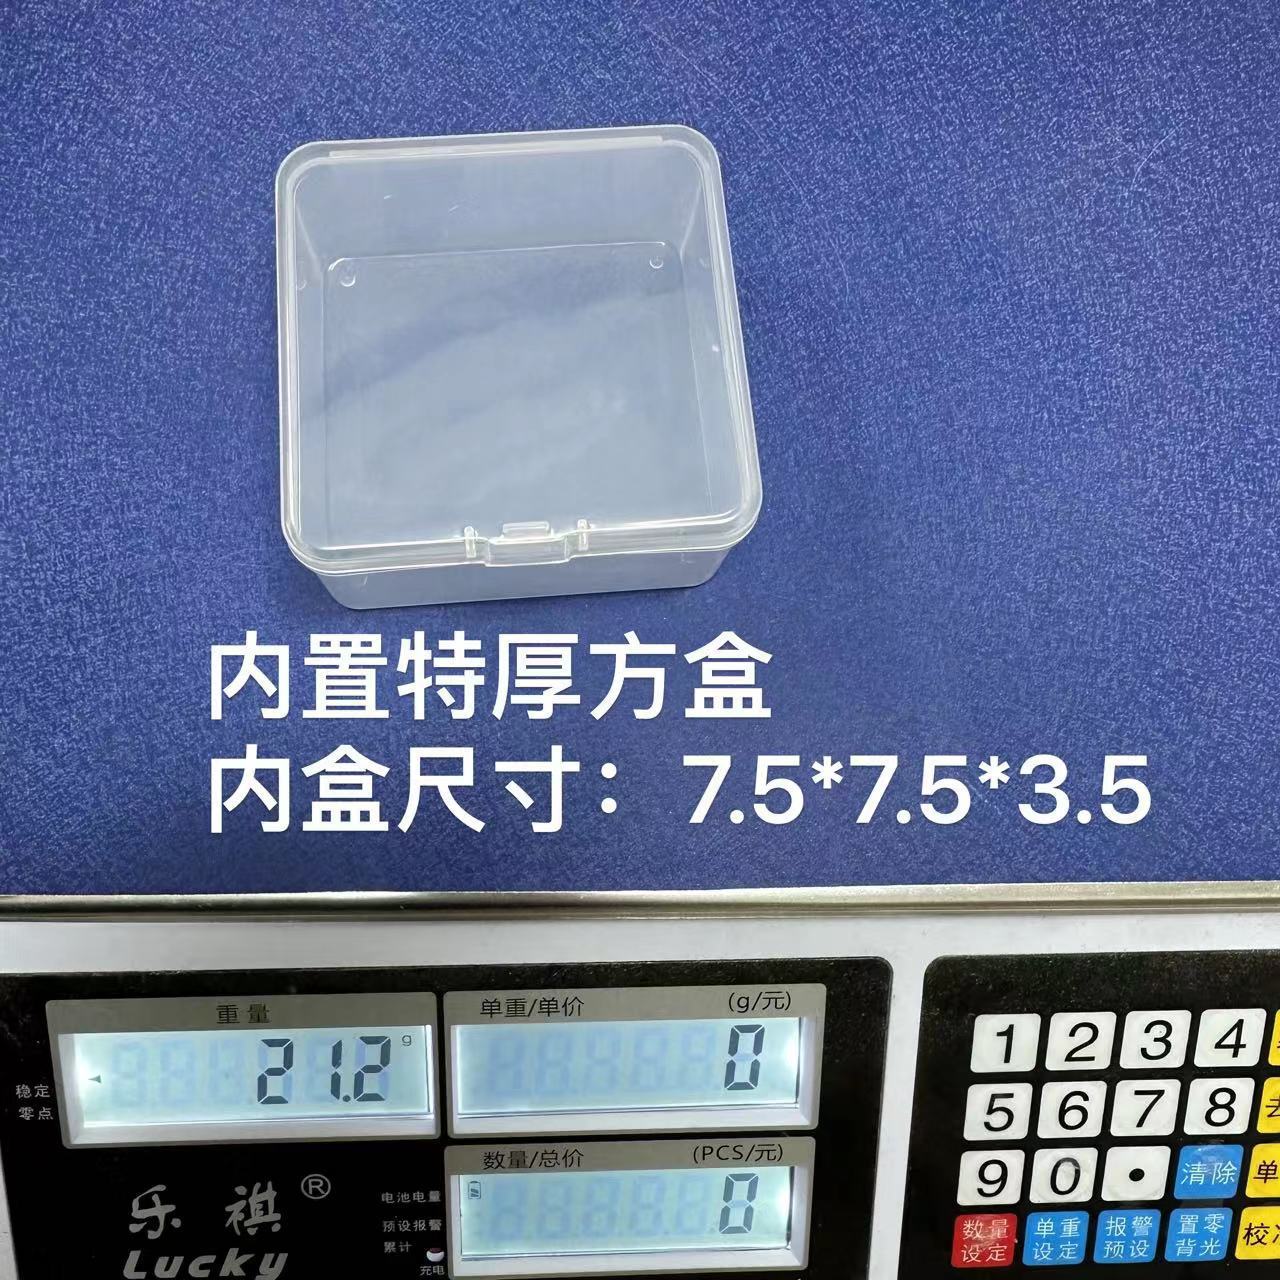 内置特厚方盒
内盒尺寸：7.5*7.5*3.5
重量
21.2 g
单重/单价 (g/元)
0
稳定
零点
数量/总价 (PCS/元)
0
乐祺®
Lucky
电池电量
预设报警
累计
充电
1 2 3 4
5 6 7 8
9 0 • 清除 单
数量设定 单重设定 报警预设 置零背光 校